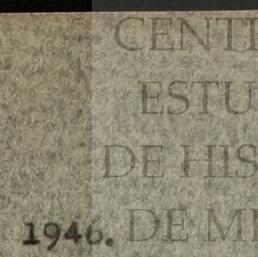 CENT
ESTU
DE HIS
1946. DE M